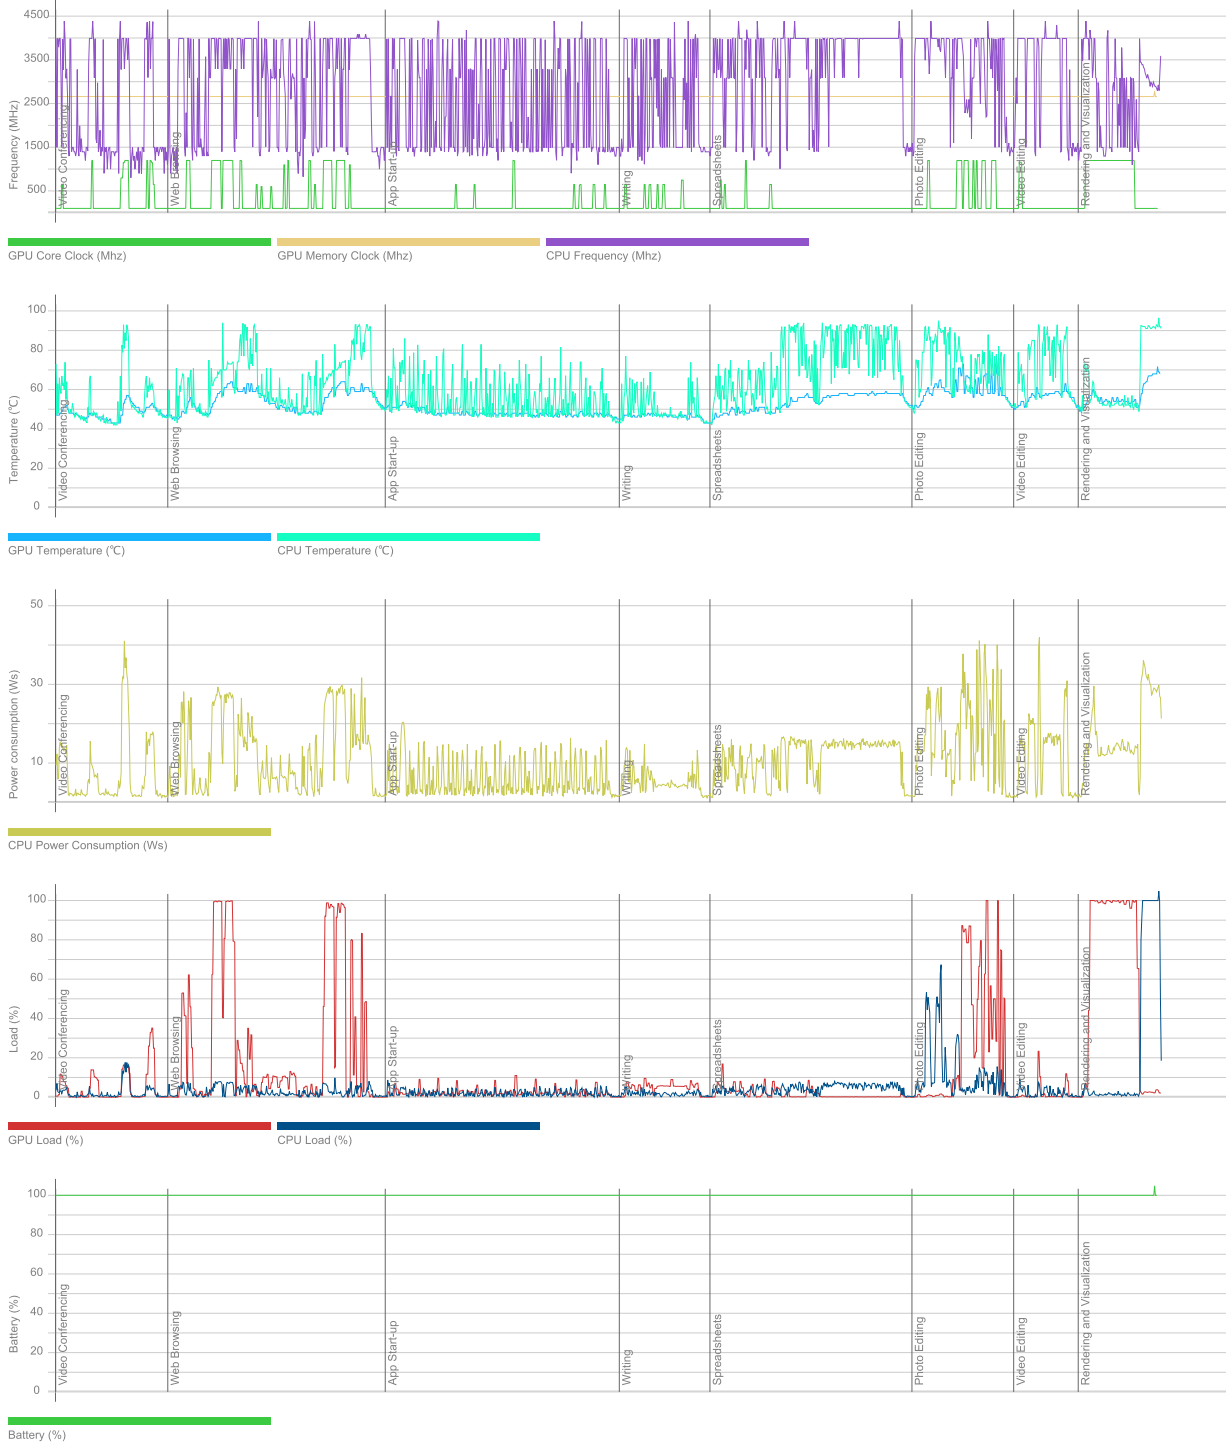 4500
3500
2500
1500
500
Frequency (MHz)
Video Conferencing
Web Browsing
App Start-up
Writing
Spreadsheets
Photo Editing
Video Editing
Rendering and Visualization
GPU Core Clock (Mhz)
GPU Memory Clock (Mhz)
CPU Frequency (Mhz)
100
80
60
40
20
0
Temperature (℃)
Video Conferencing
Web Browsing
App Start-up
Writing
Spreadsheets
Photo Editing
Video Editing
Rendering and Visualization
GPU Temperature (℃)
CPU Temperature (℃)
50
30
10
Power consumption (Ws)
Video Conferencing
Web Browsing
App Start-up
Writing
Spreadsheets
Photo Editing
Video Editing
Rendering and Visualization
CPU Power Consumption (Ws)
100
80
60
40
20
0
Load (%)
Video Conferencing
Web Browsing
App Start-up
Writing
Spreadsheets
Photo Editing
Video Editing
Rendering and Visualization
GPU Load (%)
CPU Load (%)
100
80
60
40
20
0
Battery (%)
Video Conferencing
Web Browsing
App Start-up
Writing
Spreadsheets
Photo Editing
Video Editing
Rendering and Visualization
Battery (%)